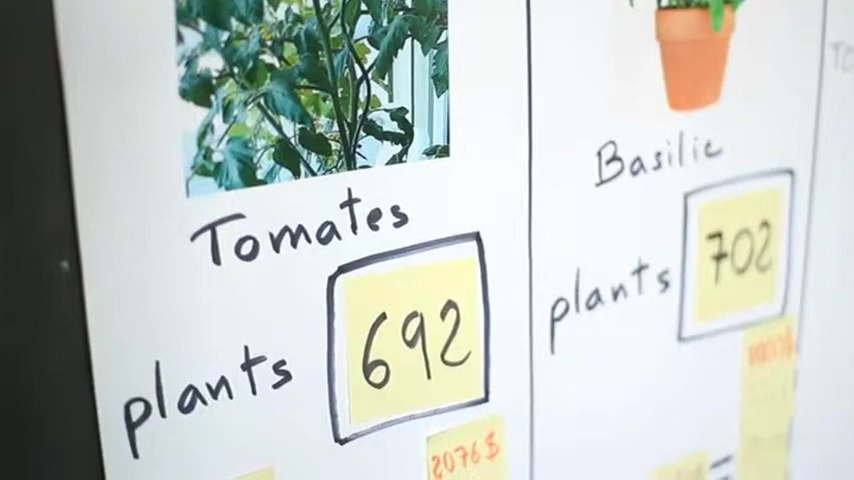 Tomates
plants 692
2076$
Basilic
plants 702
=